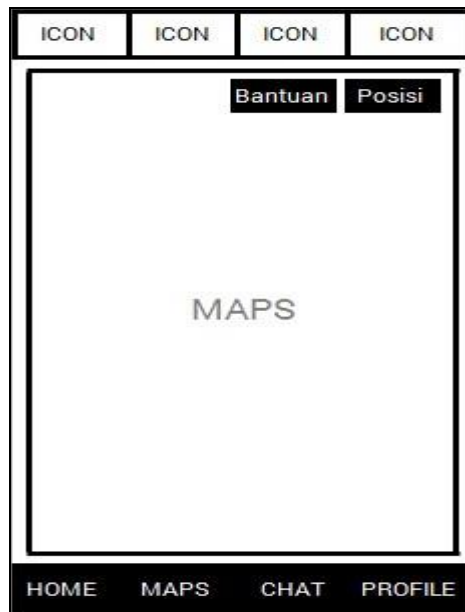 ICON ICON ICON ICON
Bantuan Posisi
MAPS
HOME MAPS CHAT PROFILE